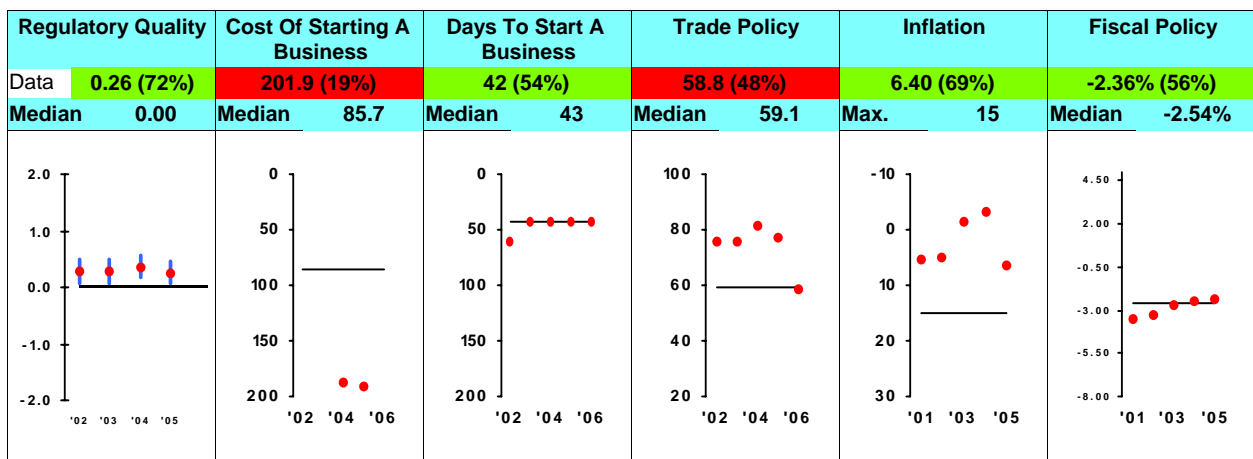 Regulatory Quality
Cost Of Starting A
Business
Days To Start A
Business
Trade Policy
Inflation
Fiscal Policy
Data 0.26 (72%) 201.9 (19%) 42 (54%) 58.8 (48%) 6.40 (69%) -2.36% (56%)
Median 0.00 Median 85.7 Median 43 Median 59.1 Max. 15 Median -2.54%
2.0
1.0
0.0
-1.0
-2.0
'02 '03 '04 '05
0
50
100
150
200
'02 '04 '06
0
50
100
150
200
'02 '04 '06
100
80
60
40
20
'02 '04 '06
-10
0
10
20
30
'01 '03 '05
4.50
2.00
-0.50
-3.00
-5.50
-8.00
'01 '03 '05